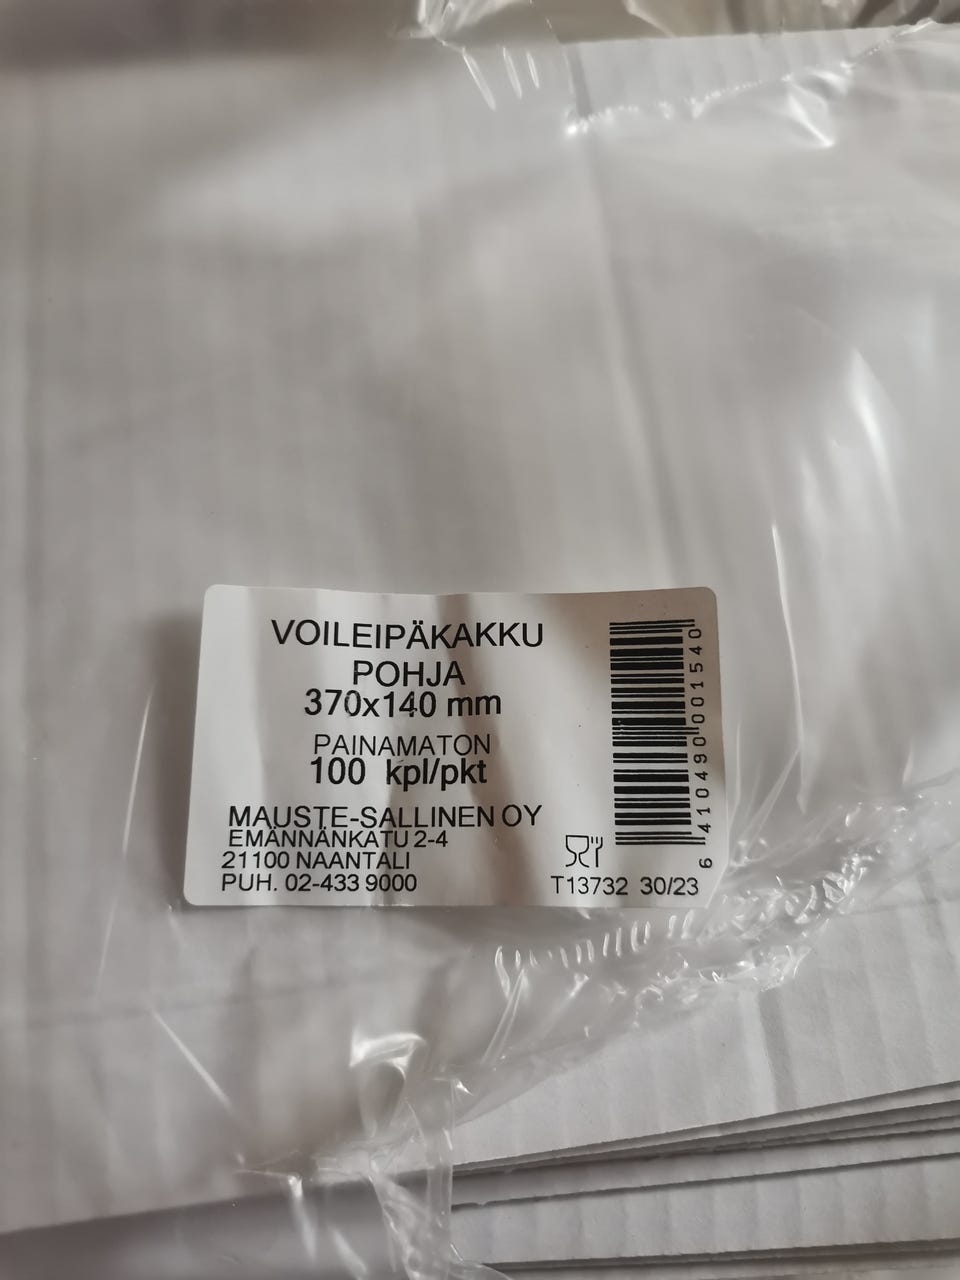 VOILEIPÄKAKKU
POHJA
370x140 mm
PAINAMATON
100 kpl/pkt
MAUSTE-SALLINEN OY
EMÄNNÄNKATU 2-4
21100 NAANTALI
PUH. 02-433 9000
T13732 30/23
6 410490 001540